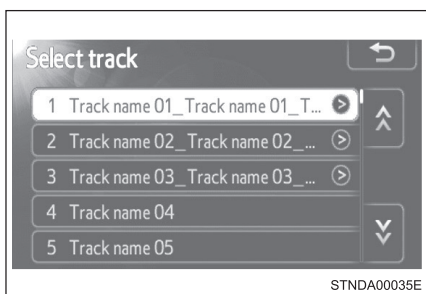 Select track
1 Track name 01_Track name 01_T...
2 Track name 02_Track name 02_...
3 Track name 03_Track name 03_...
4 Track name 04
5 Track name 05
STNDA00035E